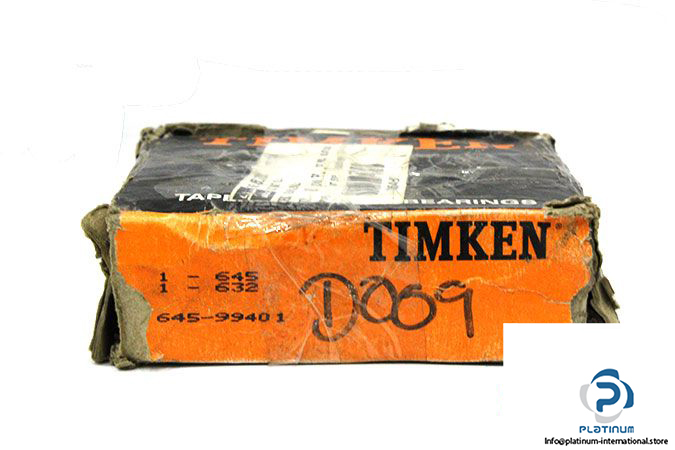 TIMKEN
TAPERED ROLLER BEARINGS
TIMKEN®
1 - 645
1 - 632
645-99401
D069
PLATINUM
Info@platinum-international.store